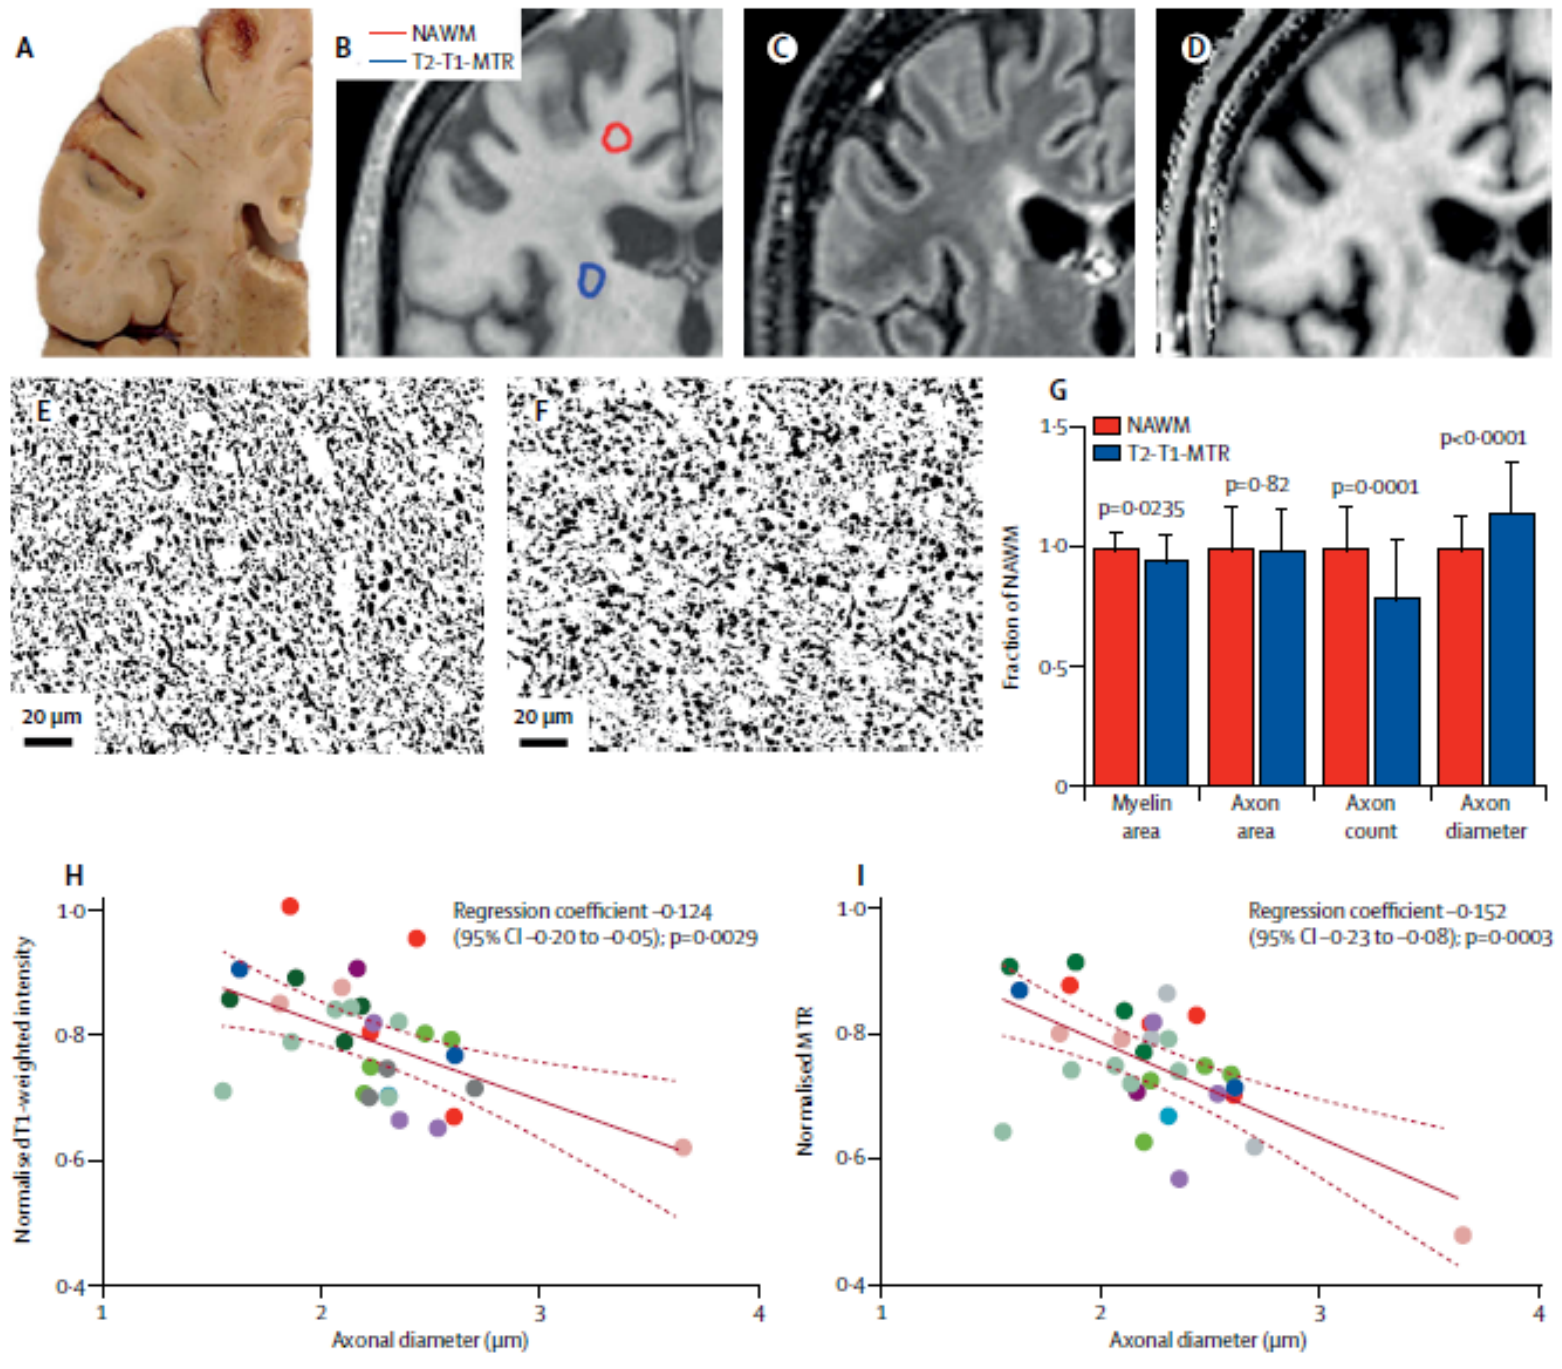 A
B
NAWM
T2-T1-MTR
C
D
E
20 µm
F
20 µm
G
NAWM
T2-T1-MTR
p=0·0235
p=0·82
p=0·0001
p<0·0001
Fraction of NAWM
1·5
1·0
0·5
0
Myelin area
Axon area
Axon count
Axon diameter
H
Regression coefficient –0·124
(95% CI –0·20 to –0·05); p=0·0029
Normalised T1-weighted intensity
1·0
0·8
0·6
0·4
1 2 3 4
Axonal diameter (µm)
I
Regression coefficient –0·152
(95% CI –0·23 to –0·08); p=0·0003
Normalised MTR
1·0
0·8
0·6
0·4
1 2 3 4
Axonal diameter (µm)